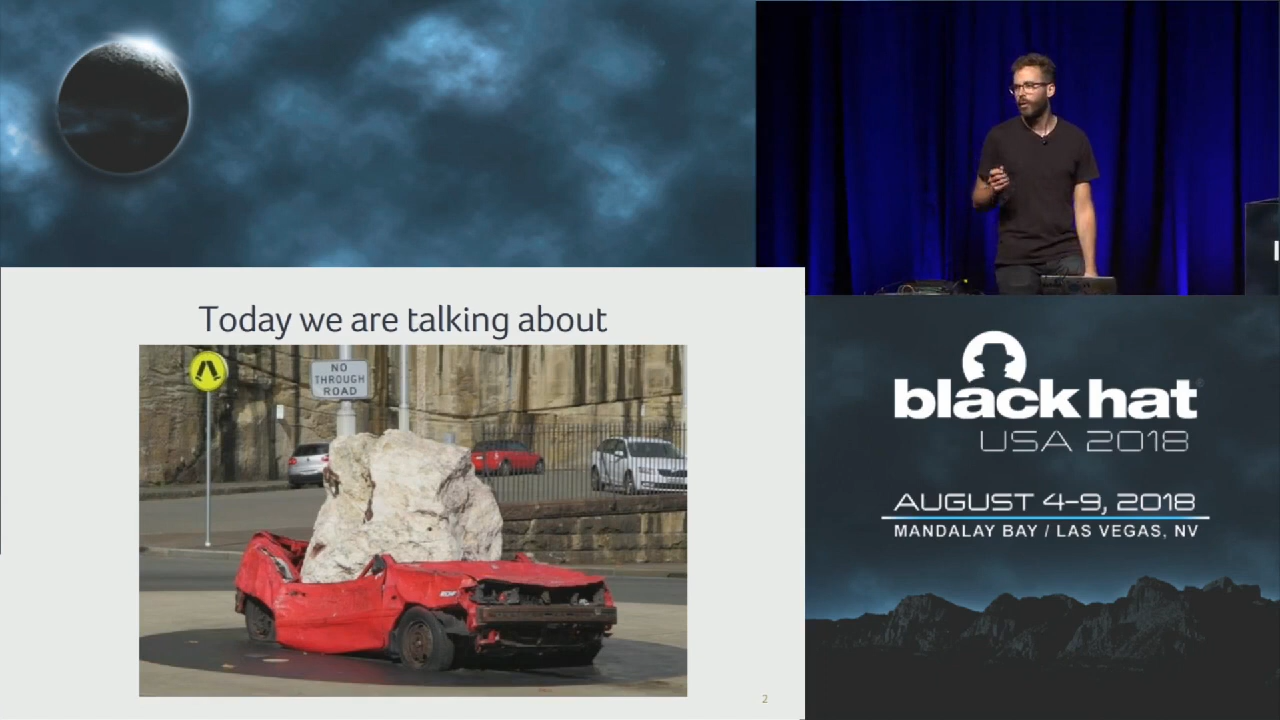 Today we are talking about
NO
THROUGH
ROAD
2
black hat
USA 2018
AUGUST 4-9, 2018
MANDALAY BAY / LAS VEGAS, NV